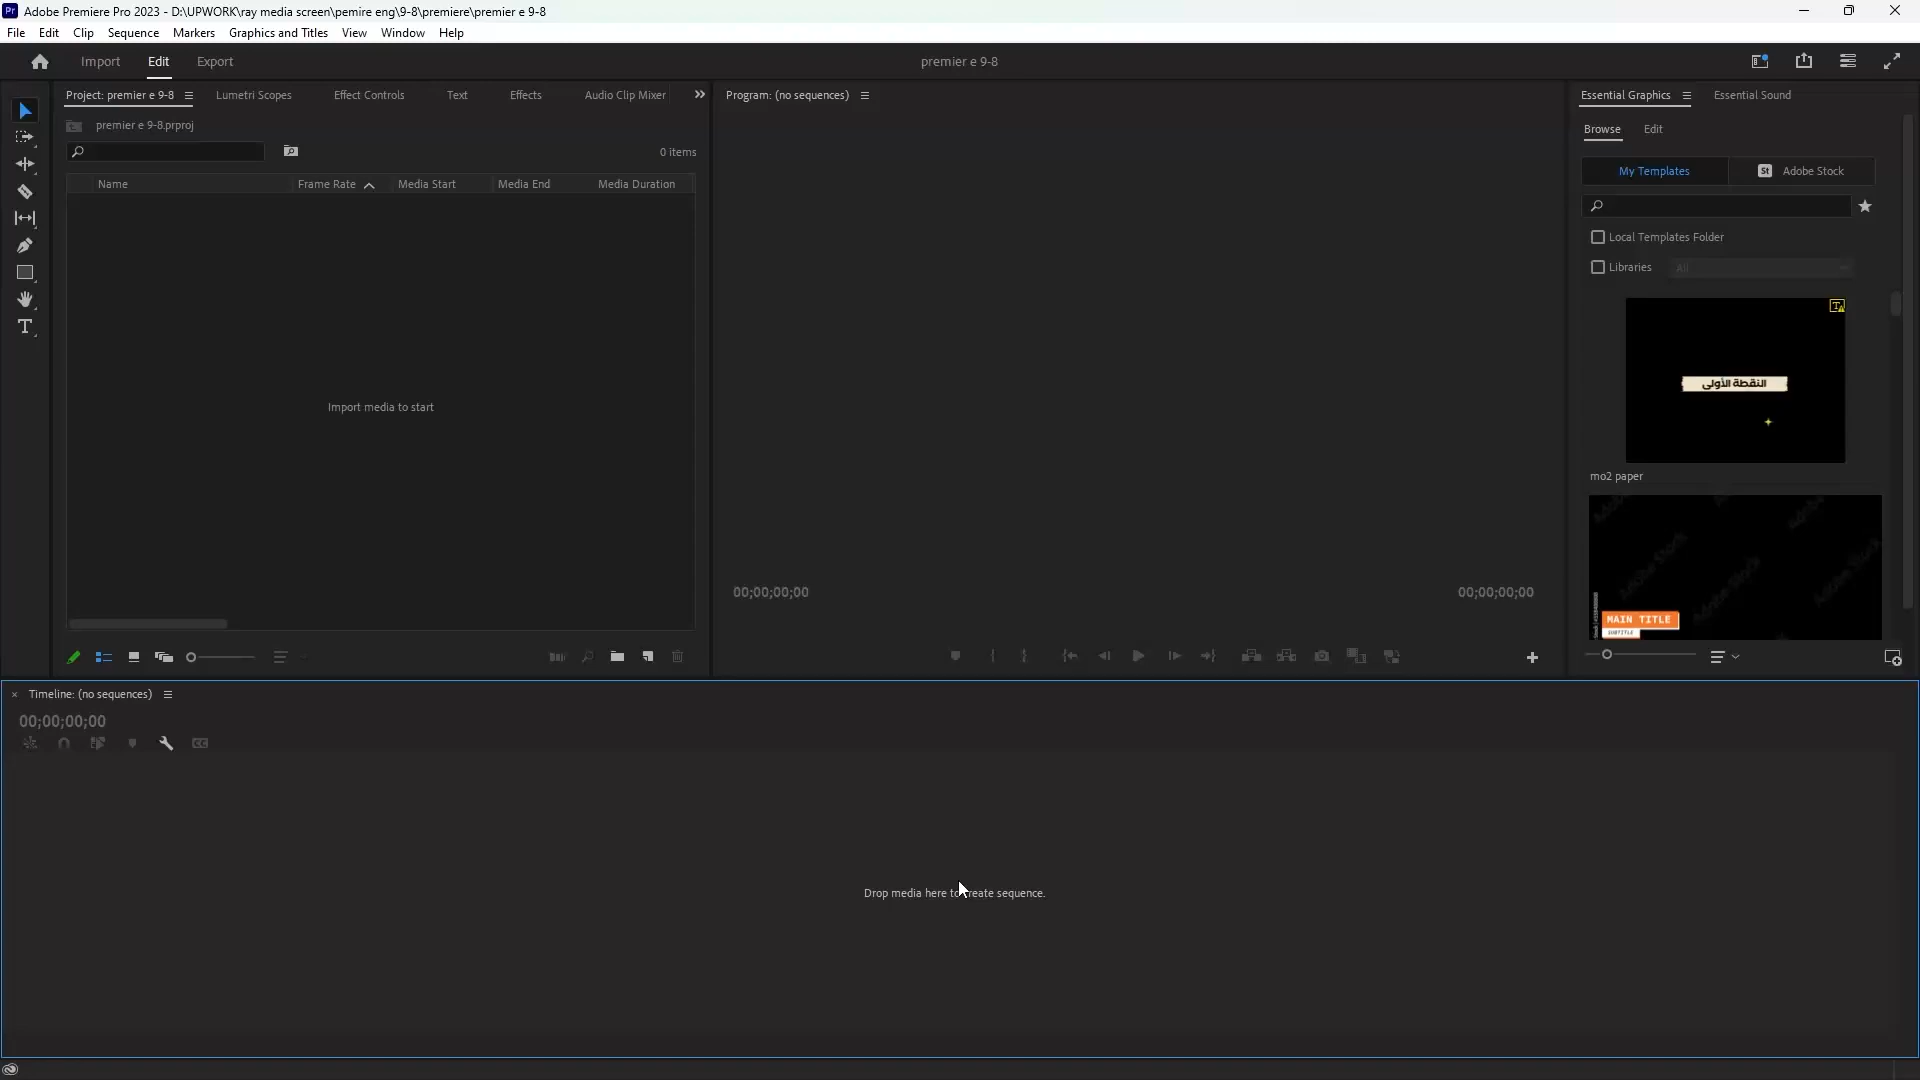 Adobe Premiere Pro 2023 - D:\UPWORK\ray media screen\pemire eng\9-8\premiere\premier e 9-8
File Edit Clip Sequence Markers Graphics and Titles View Window Help
Import Edit Export premier e 9-8
Project: premier e 9-8 Lumetri Scopes Effect Controls Text Effects Audio Clip Mixer
premier e 9-8.prproj
0 items
Name Frame Rate Media Start Media End Media Duration
Import media to start
Program: (no sequences)
00;00;00;00 00;00;00;00
Essential Graphics Essential Sound
Browse Edit
My Templates St Adobe Stock
Local Templates Folder
Libraries All
النقطة الأولى
mo2 paper
Adobe Stock
MAIN TITLE
SUBTITLE
Timeline: (no sequences)
00;00;00;00
Drop media here to create sequence.